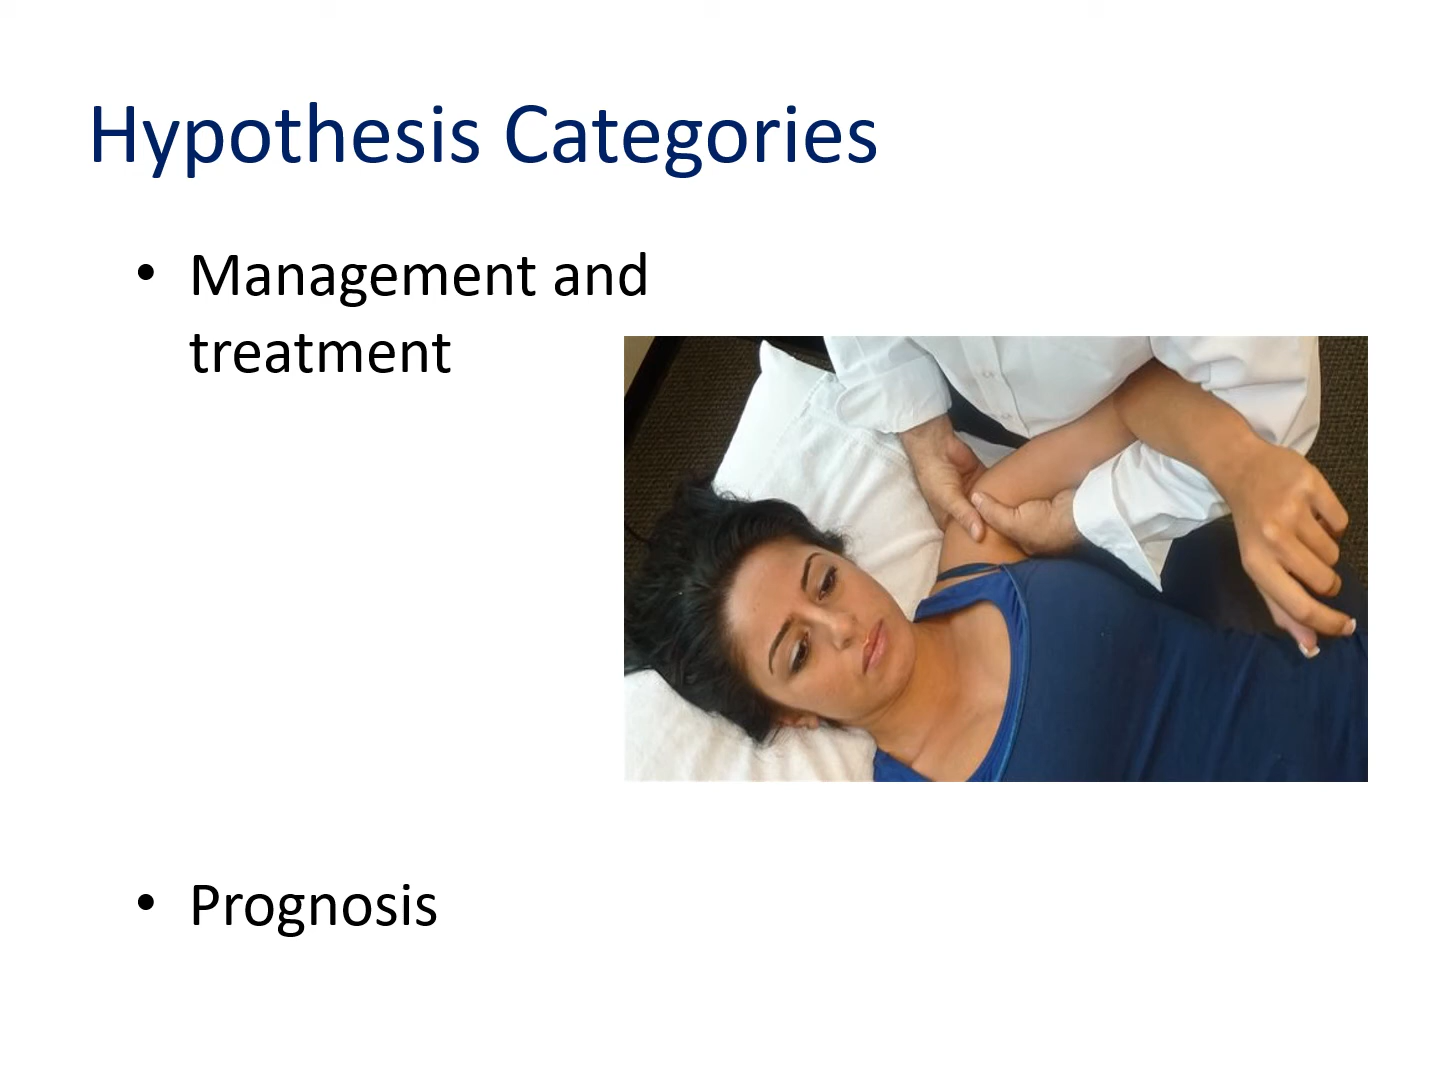 Hypothesis Categories
• Management and
treatment
• Prognosis